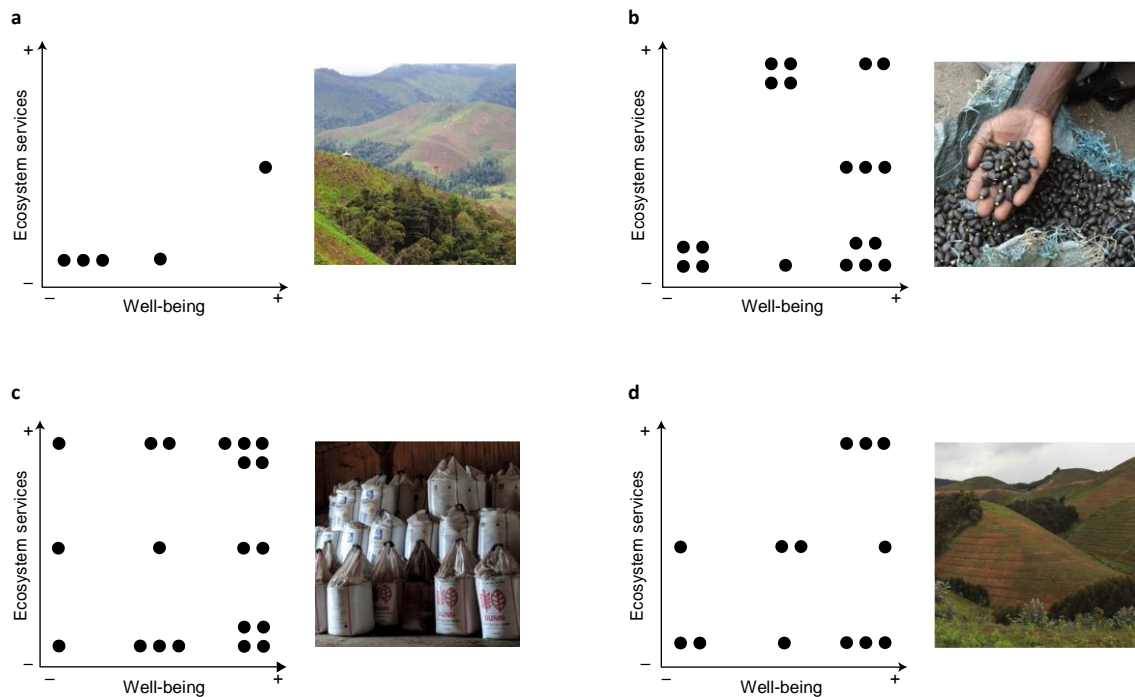 a
+
Ecosystem services
–
–
Well-being
+
b
+
Ecosystem services
–
–
Well-being
+
c
+
Ecosystem services
–
–
Well-being
+
d
+
Ecosystem services
–
–
Well-being
+